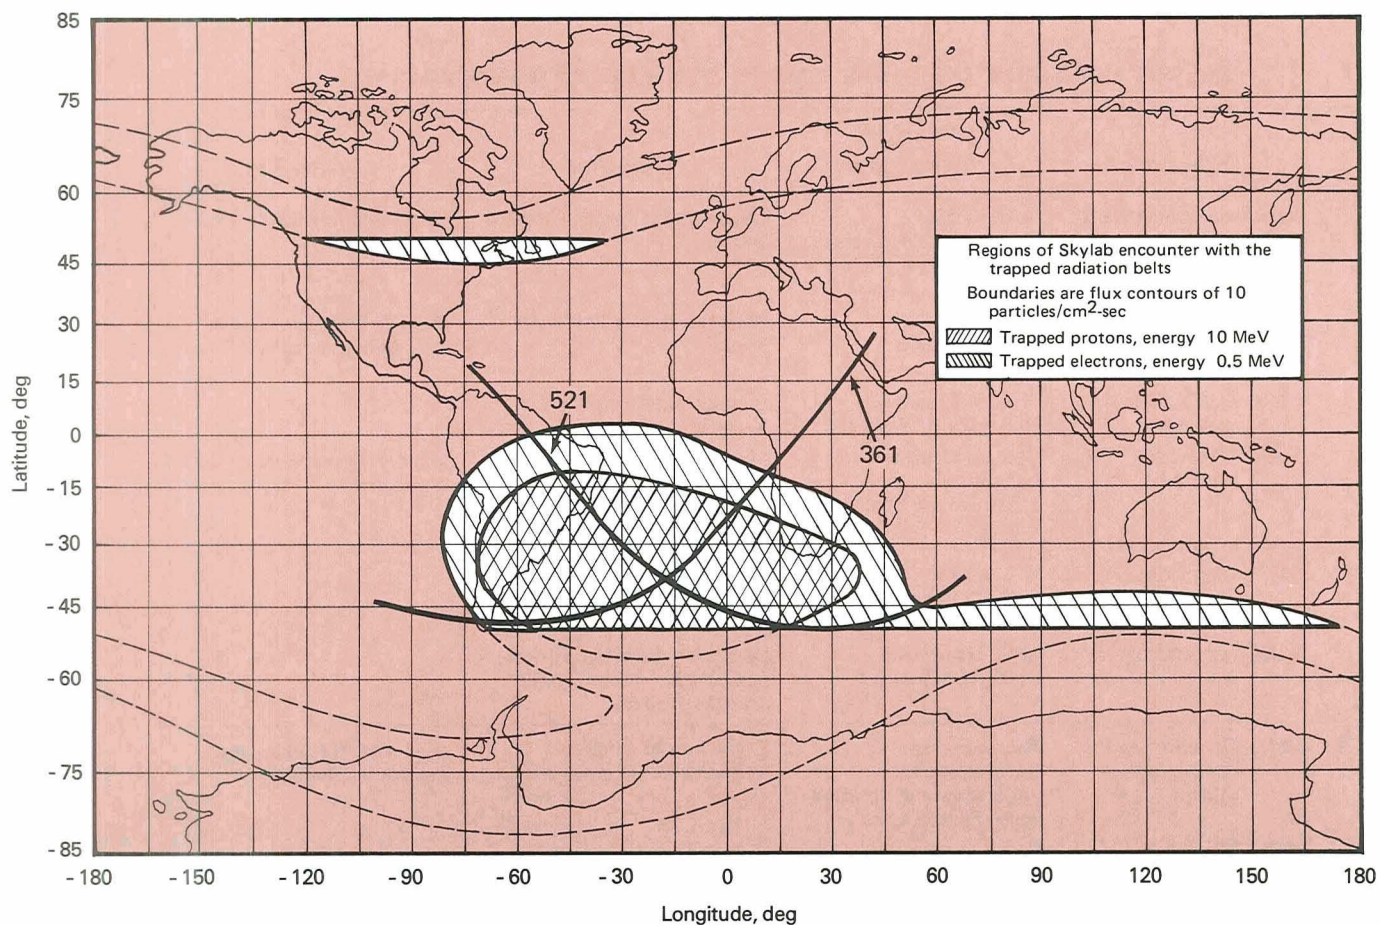 85
75
60
45
30
15
0
-15
-30
-45
-60
-75
-85
Latitude, deg
Regions of Skylab encounter with the
trapped radiation belts
Boundaries are flux contours of 10
particles/cm2-sec
Trapped protons, energy 10 MeV
Trapped electrons, energy 0.5 MeV
521
361
-180 -150 -120 -90 -60 -30 0 30 60 90 120 150 180
Longitude, deg